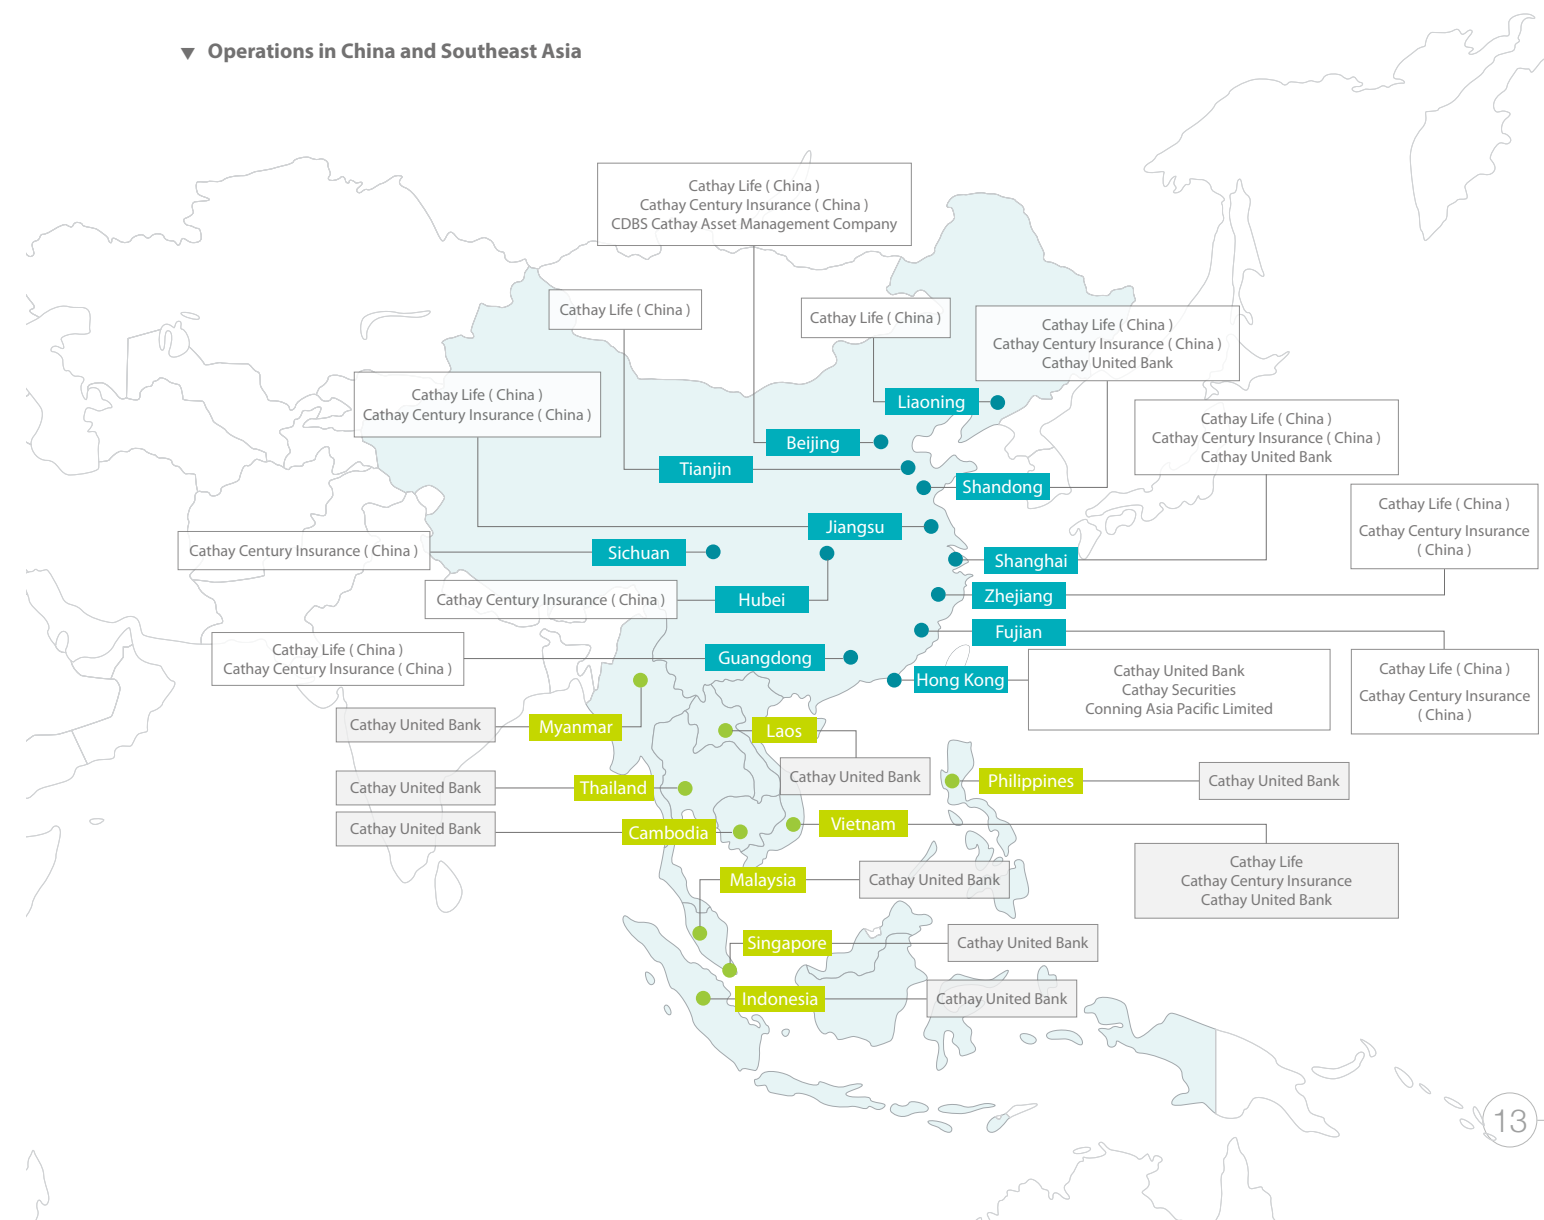 ▼ Operations in China and Southeast Asia
Cathay Life ( China )
Cathay Century Insurance ( China )
CDBS Cathay Asset Management Company
Cathay Life ( China )
Cathay Life ( China )
Cathay Life ( China )
Cathay Century Insurance ( China )
Cathay United Bank
Cathay Life ( China )
Cathay Century Insurance ( China )
Liaoning
Cathay Life ( China )
Cathay Century Insurance ( China )
Cathay United Bank
Beijing
Tianjin
Shandong
Cathay Life ( China )
Cathay Century Insurance
( China )
Jiangsu
Cathay Century Insurance ( China )
Sichuan
Shanghai
Cathay Century Insurance ( China )
Hubei
Zhejiang
Fujian
Cathay Life ( China )
Cathay Century Insurance ( China )
Guangdong
Hong Kong
Cathay United Bank
Cathay Securities
Conning Asia Pacific Limited
Cathay Life ( China )
Cathay Century Insurance
( China )
Cathay United Bank
Myanmar
Laos
Cathay United Bank
Cathay United Bank
Thailand
Philippines
Cathay United Bank
Cathay United Bank
Cambodia
Vietnam
Cathay Life
Cathay Century Insurance
Cathay United Bank
Malaysia
Cathay United Bank
Singapore
Cathay United Bank
Indonesia
Cathay United Bank
13